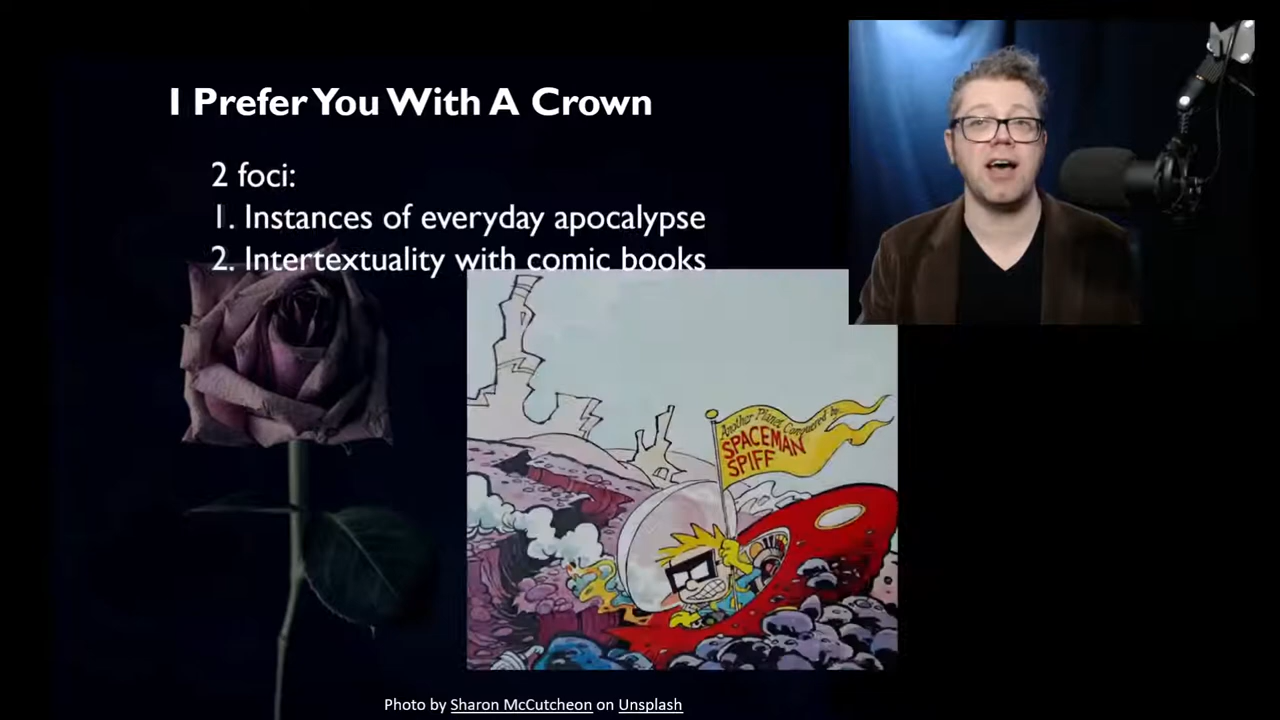 I Prefer You With A Crown
2 foci:
1. Instances of everyday apocalypse
2. Intertextuality with comic books
Another Planet Conquered by
SPACEMAN
SPIFF
Photo by Sharon McCutcheon on Unsplash